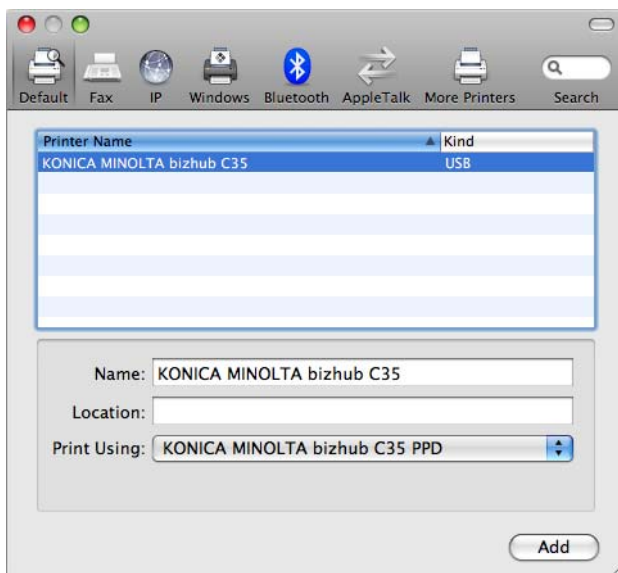 Default Fax IP Windows Bluetooth AppleTalk More Printers Search
Printer Name Kind
KONICA MINOLTA bizhub C35 USB
Name: KONICA MINOLTA bizhub C35
Location:
Print Using: KONICA MINOLTA bizhub C35 PPD
Add